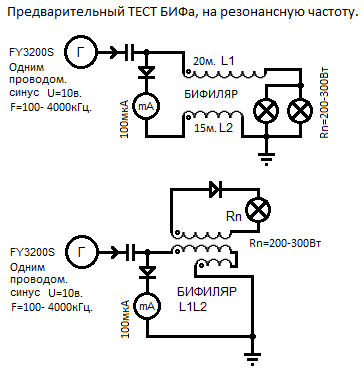 Предварительный ТЕСТ БИФа, на резонансную частоту.
FY3200S
Одним
проводом.
синус U=10в.
F=100- 4000кГц.
Г
100мкА
mA
20м. L1
БИФИЛЯР
15м. L2
Rn=200-300Вт
FY3200S
Одним
проводом.
синус U=10в.
F=100- 4000кГц.
Г
100мкА
mA
Rn
Rn=200-300Вт
БИФИЛЯР
L1L2